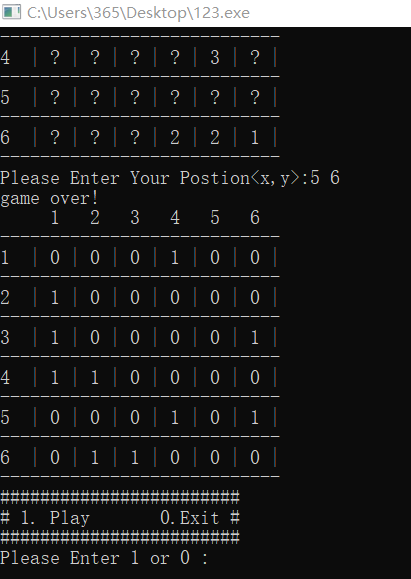 C:\Users\365\Desktop\123.exe
----------------------------
4 | ? | ? | ? | ? | 3 | ? |
----------------------------
5 | ? | ? | ? | ? | ? | ? |
----------------------------
6 | ? | ? | ? | 2 | 2 | 1 |
----------------------------
Please Enter Your Postion<x,y>:5 6
game over!
1 2 3 4 5 6
----------------------------
1 | 0 | 0 | 0 | 1 | 0 | 0 |
----------------------------
2 | 1 | 0 | 0 | 0 | 0 | 0 |
----------------------------
3 | 1 | 0 | 0 | 0 | 0 | 1 |
----------------------------
4 | 1 | 1 | 0 | 0 | 0 | 0 |
----------------------------
5 | 0 | 0 | 0 | 1 | 0 | 1 |
----------------------------
6 | 0 | 1 | 1 | 0 | 0 | 0 |
----------------------------
########################
# 1. Play       0.Exit #
########################
Please Enter 1 or 0 :